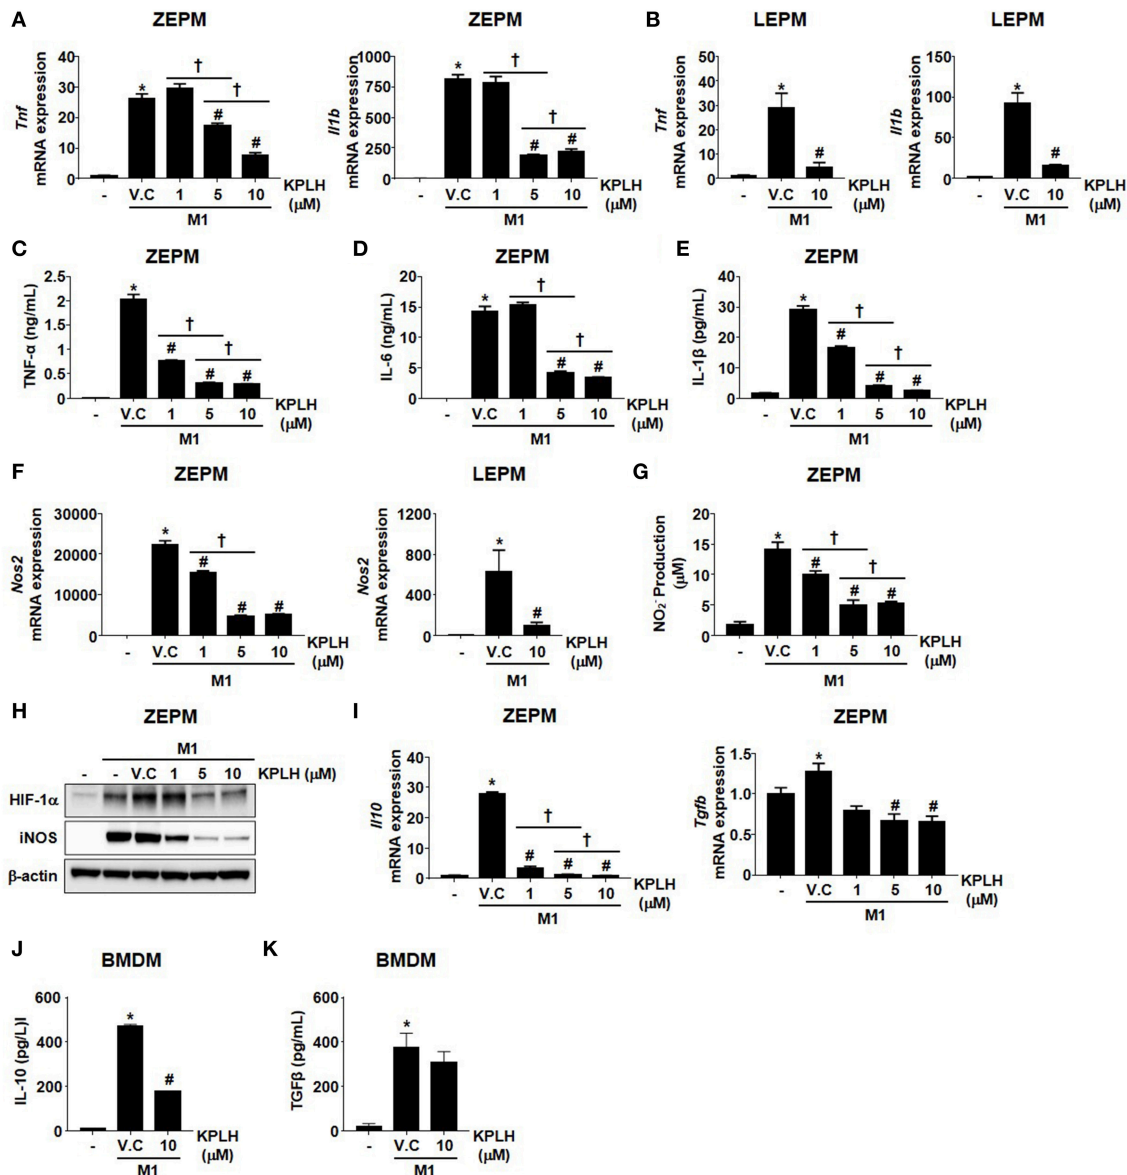 A
ZEPM
ZEPM
B
LEPM
LEPM
Tnf
mRNA expression
40
30
20
10
0
*
†
†
#
#
- V.C 1 5 10 KPLH
(μM)
M1
Il1b
mRNA expression
1000
750
500
250
0
*
†
†
#
#
- V.C 1 5 10 KPLH
(μM)
M1
Tnf
mRNA expression
50
40
30
20
10
0
*
#
- V.C 10 KPLH
(μM)
M1
Il1b
mRNA expression
150
100
50
0
*
#
- V.C 10 KPLH
(μM)
M1
C
ZEPM
TNF-α (ng/mL)
2.5
2
1.5
1
0.5
0
*
†
†
#
#
#
- V.C 1 5 10 KPLH
(μM)
M1
D
ZEPM
IL-6 (ng/mL)
20
15
10
5
0
*
†
†
#
#
- V.C 1 5 10 KPLH
(μM)
M1
E
ZEPM
IL-1β (pg/mL)
40
30
20
10
0
*
†
†
#
#
#
- V.C 1 5 10 KPLH
(μM)
M1
F
ZEPM
Nos2
mRNA expression
30000
20000
10000
0
*
†
#
#
#
- V.C 1 5 10 KPLH
(μM)
M1
LEPM
Nos2
mRNA expression
1200
800
400
0
*
#
- V.C 10 KPLH
(μM)
M1
G
ZEPM
NO₂⁻ Production
(μM)
20
15
10
5
0
*
†
†
#
#
#
- V.C 1 5 10 KPLH
(μM)
M1
H
ZEPM
M1
- - V.C 1 5 10 KPLH (μM)
HIF-1α
iNOS
β-actin
I
ZEPM
Il10
mRNA expression
40
30
20
10
0
*
†
†
#
#
#
- V.C 1 5 10 KPLH
(μM)
M1
ZEPM
Tgfb
mRNA expression
1.5
1.0
0.5
0
*
#
#
- V.C 1 5 10 KPLH
(μM)
M1
J
BMDM
IL-10 (pg/L)l
600
400
200
0
*
#
- V.C 10 KPLH
(μM)
M1
K
BMDM
TGFβ (pg/mL)
600
400
200
0
*
- V.C 10 KPLH
(μM)
M1